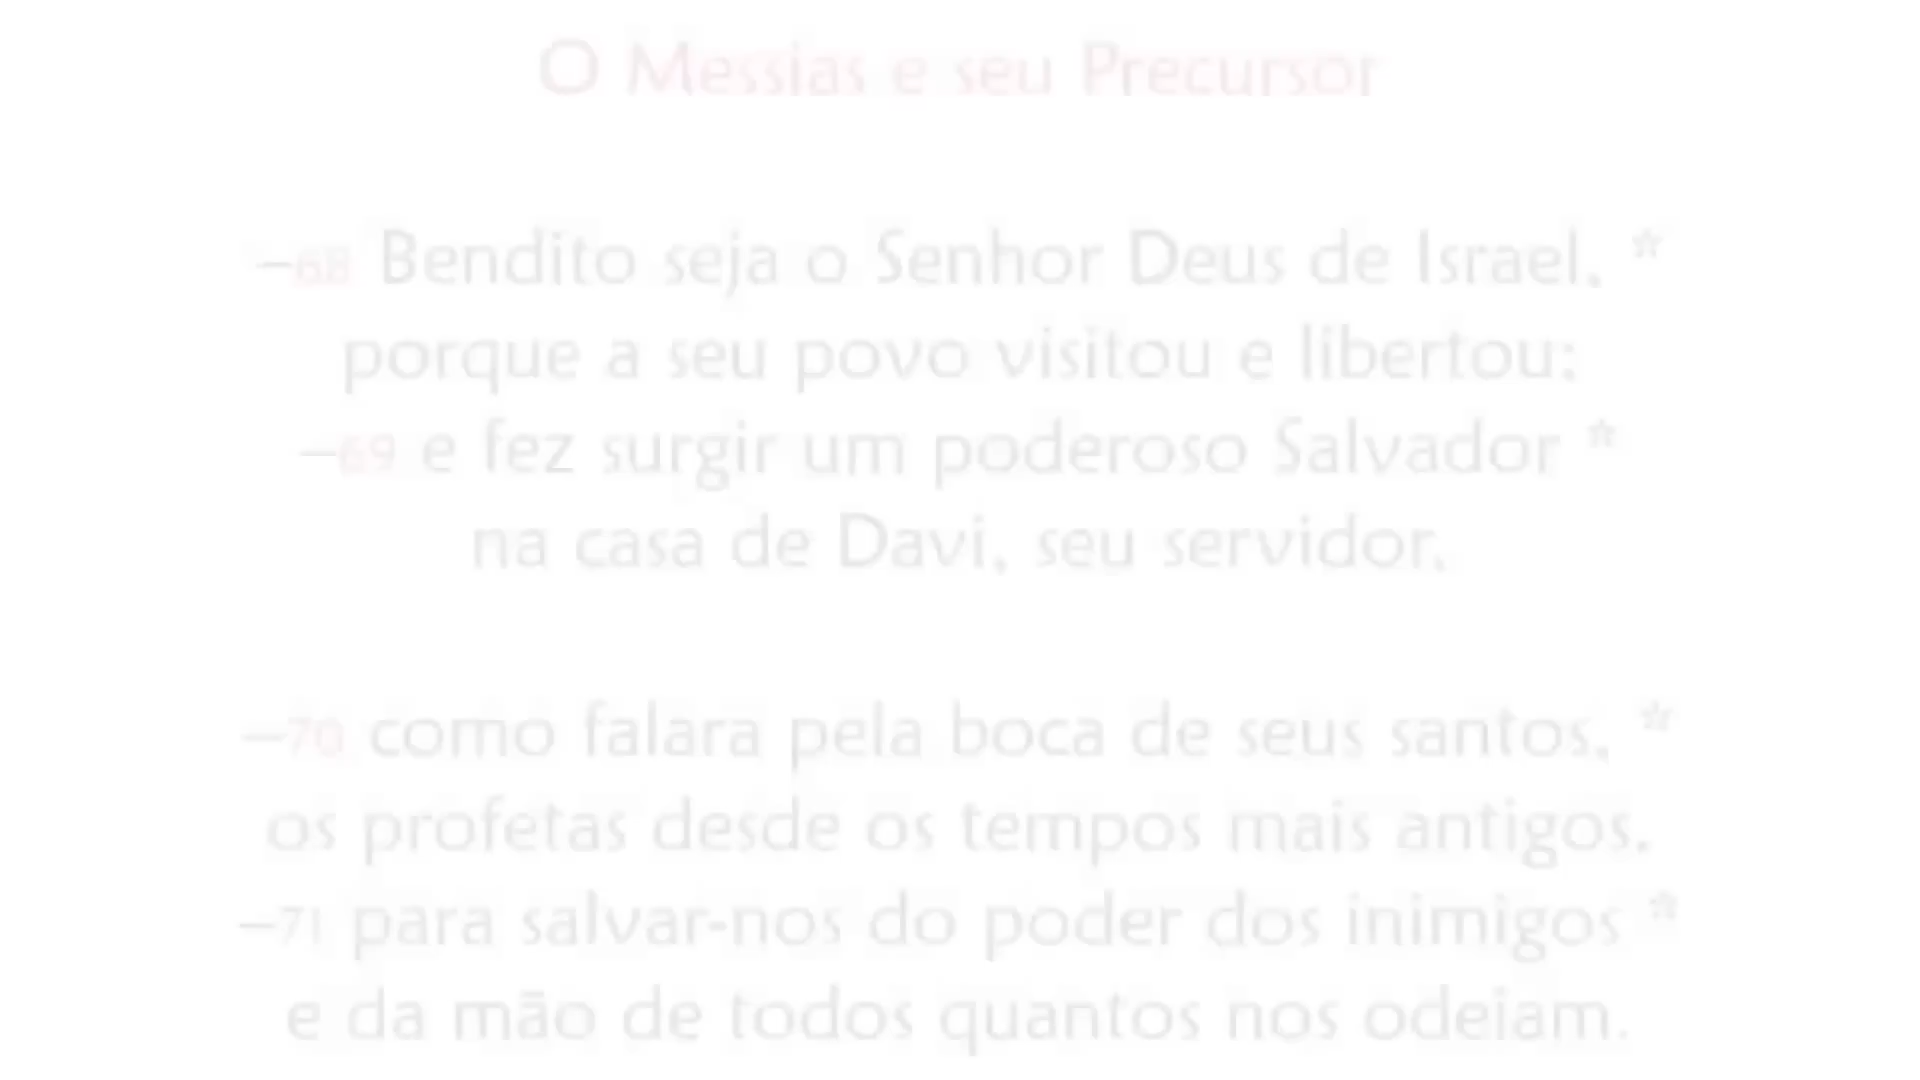 O Messias e seu Precursor
–68 Bendito seja o Senhor Deus de Israel, *
porque a seu povo visitou e libertou;
–69 e fez surgir um poderoso Salvador *
na casa de Davi, seu servidor,
–70 como falara pela boca de seus santos, *
os profetas desde os tempos mais antigos,
–71 para salvar-nos do poder dos inimigos *
e da mão de todos quantos nos odeiam.